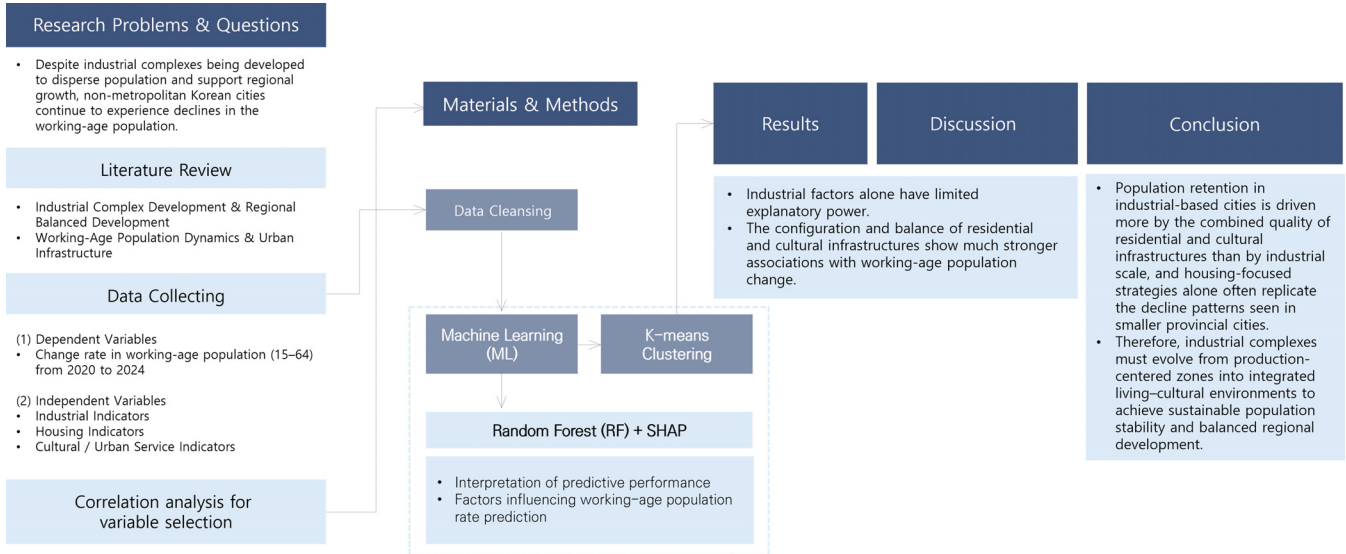 Research Problems & Questions
• Despite industrial complexes being developed
to disperse population and support regional
growth, non-metropolitan Korean cities
continue to experience declines in the
working-age population.
Literature Review
• Industrial Complex Development & Regional
Balanced Development
• Working-Age Population Dynamics & Urban
Infrastructure
Data Collecting
(1) Dependent Variables
• Change rate in working-age population (15–64)
from 2020 to 2024
(2) Independent Variables
• Industrial Indicators
• Housing Indicators
• Cultural / Urban Service Indicators
Correlation analysis for
variable selection
Materials & Methods
Data Cleansing
Machine Learning
(ML)
K-means
Clustering
Random Forest (RF) + SHAP
• Interpretation of predictive performance
• Factors influencing working-age population
rate prediction
Results
Discussion
• Industrial factors alone have limited
explanatory power.
• The configuration and balance of residential
and cultural infrastructures show much stronger
associations with working-age population
change.
Conclusion
• Population retention in
industrial-based cities is driven
more by the combined quality of
residential and cultural
infrastructures than by industrial
scale, and housing-focused
strategies alone often replicate
the decline patterns seen in
smaller provincial cities.
• Therefore, industrial complexes
must evolve from production-
centered zones into integrated
living–cultural environments to
achieve sustainable population
stability and balanced regional
development.